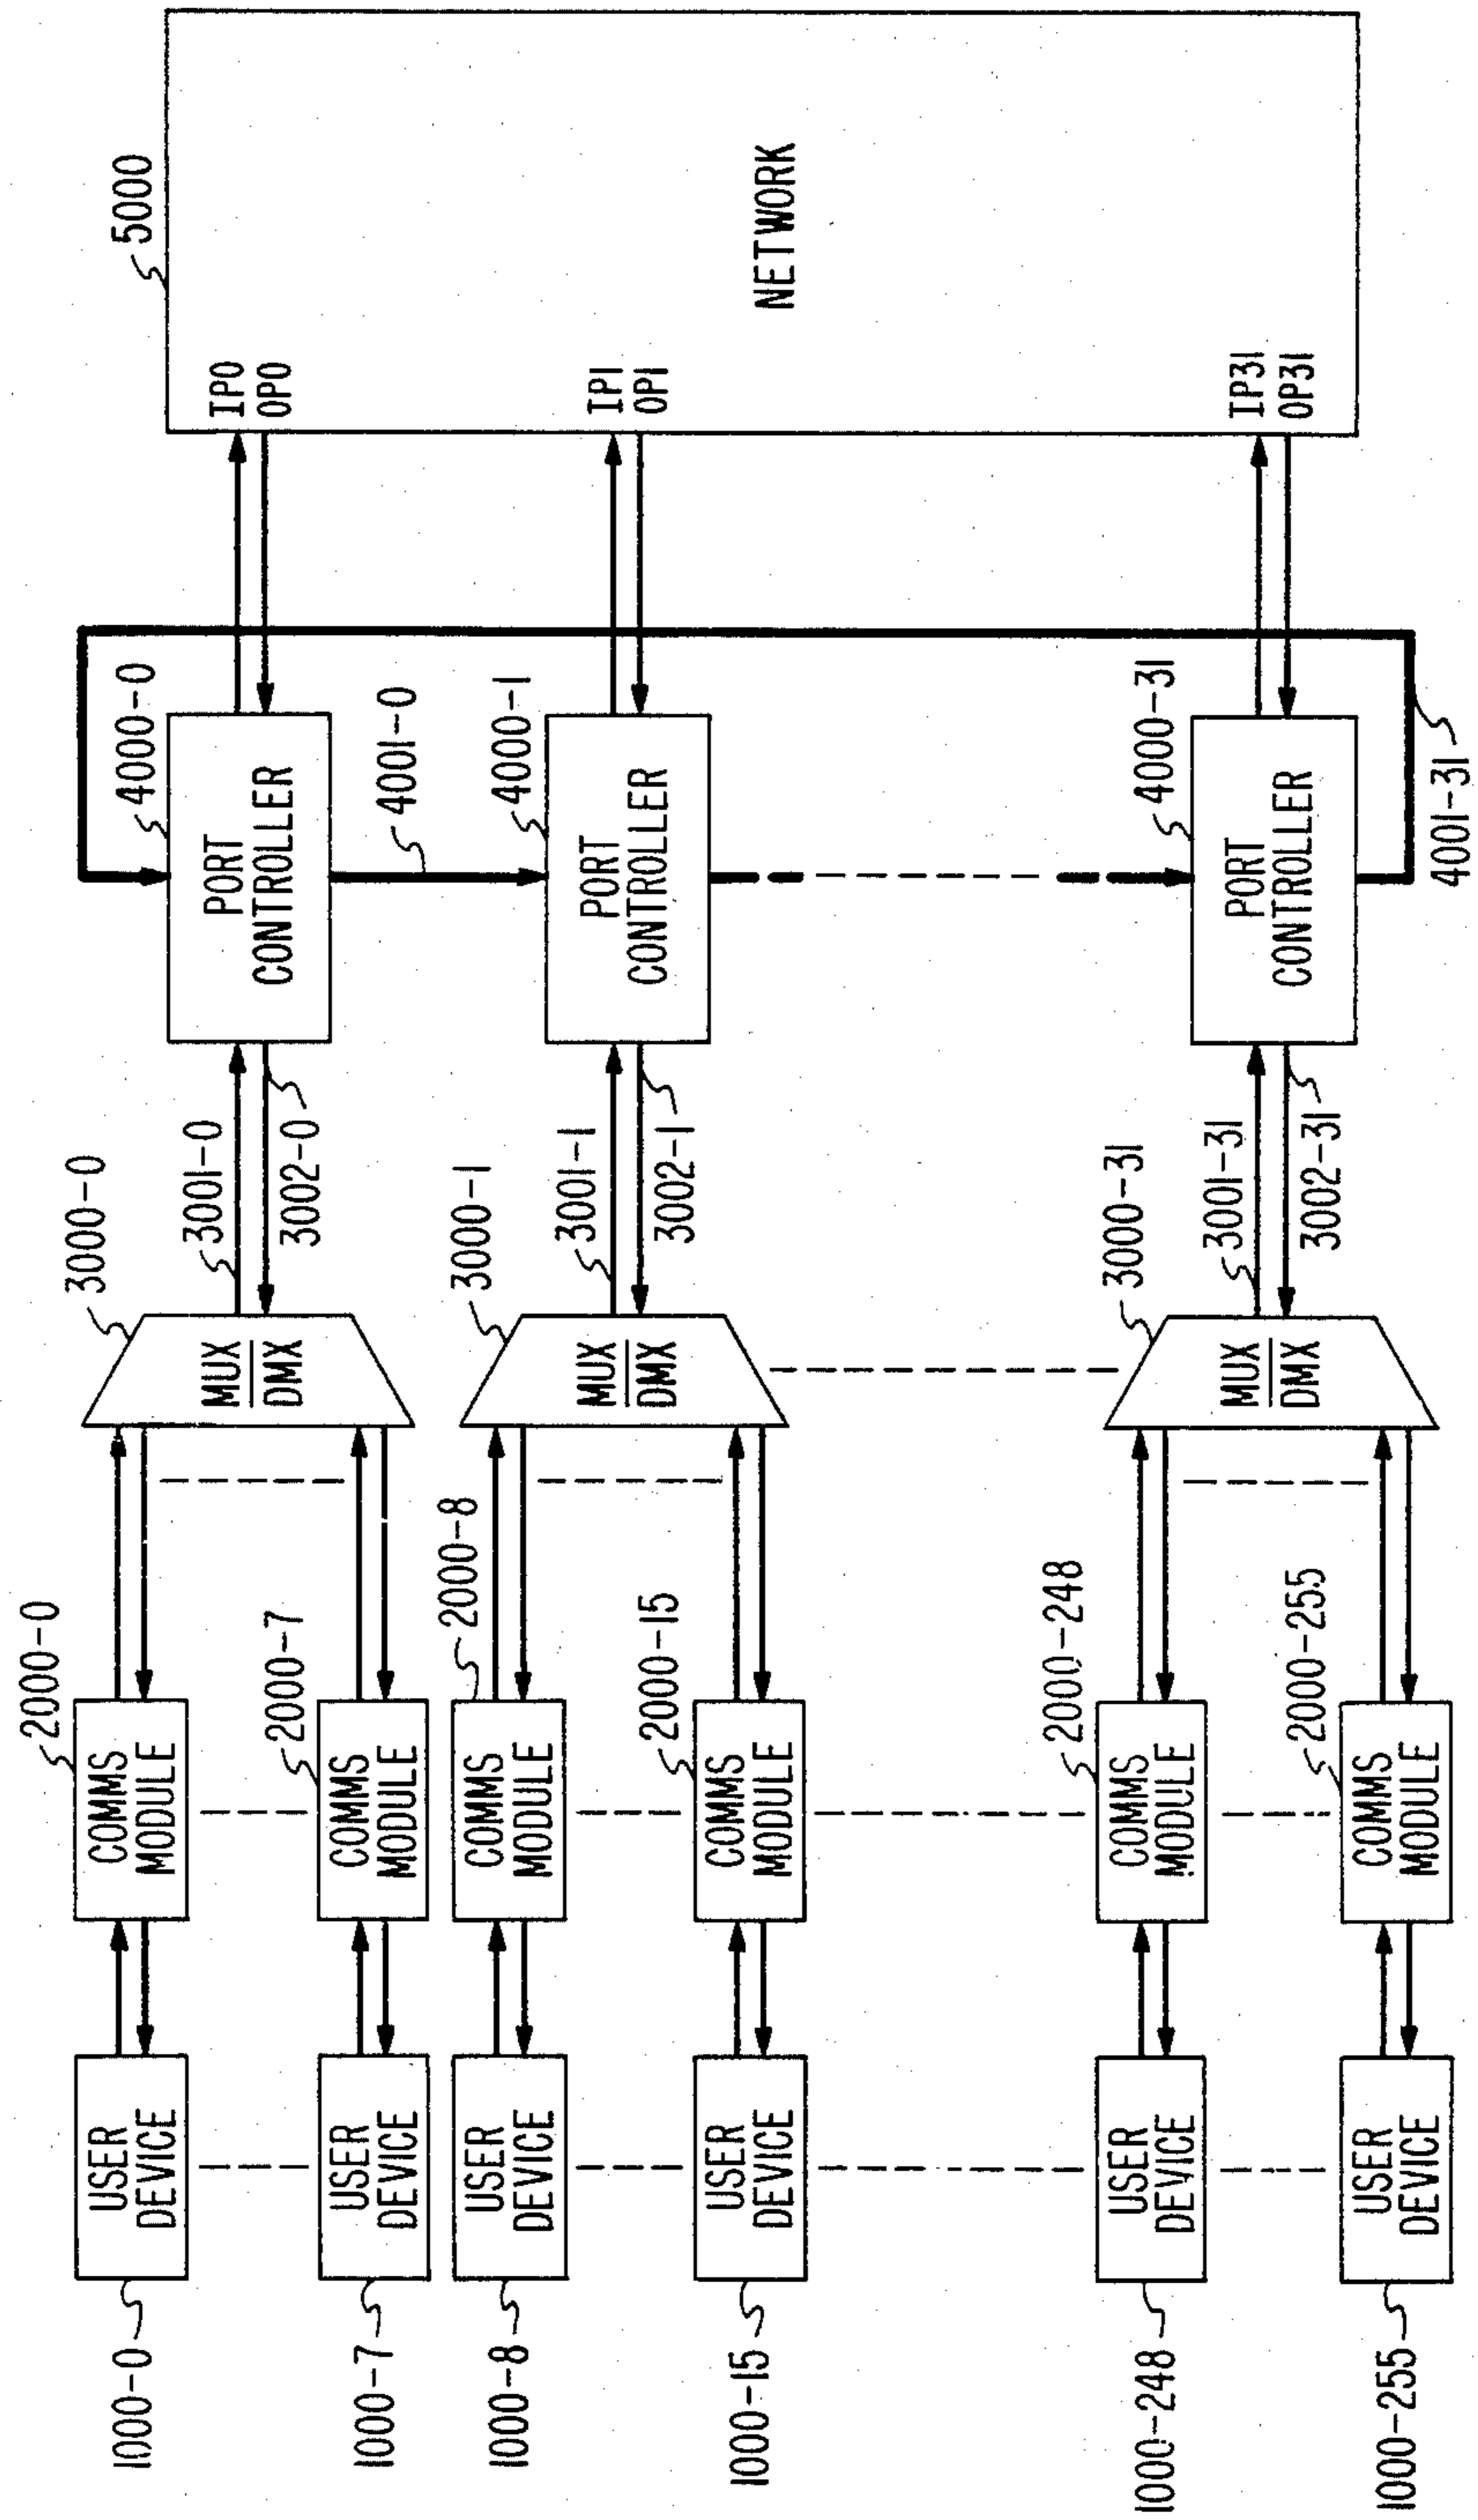 1000-0
USER
DEVICE
2000-0
COMMS
MODULE
3000-0
MUX
DMX
3001-0
3002-0
4000-0
PORT
CONTROLLER
4001-0
IP0
OP0
5000
NETWORK
1000-7
USER
DEVICE
2000-7
COMMS
MODULE
1000-8
USER
DEVICE
2000-8
COMMS
MODULE
3000-1
MUX
DMX
3001-1
3002-1
4000-1
PORT
CONTROLLER
IP1
OP1
1000-15
USER
DEVICE
2000-15
COMMS
MODULE
1000-248
USER
DEVICE
2000-248
COMMS
MODULE
3000-31
MUX
DMX
3001-31
3002-31
4000-31
PORT
CONTROLLER
4001-31
IP31
OP31
1000-255
USER
DEVICE
2000-255
COMMS
MODULE